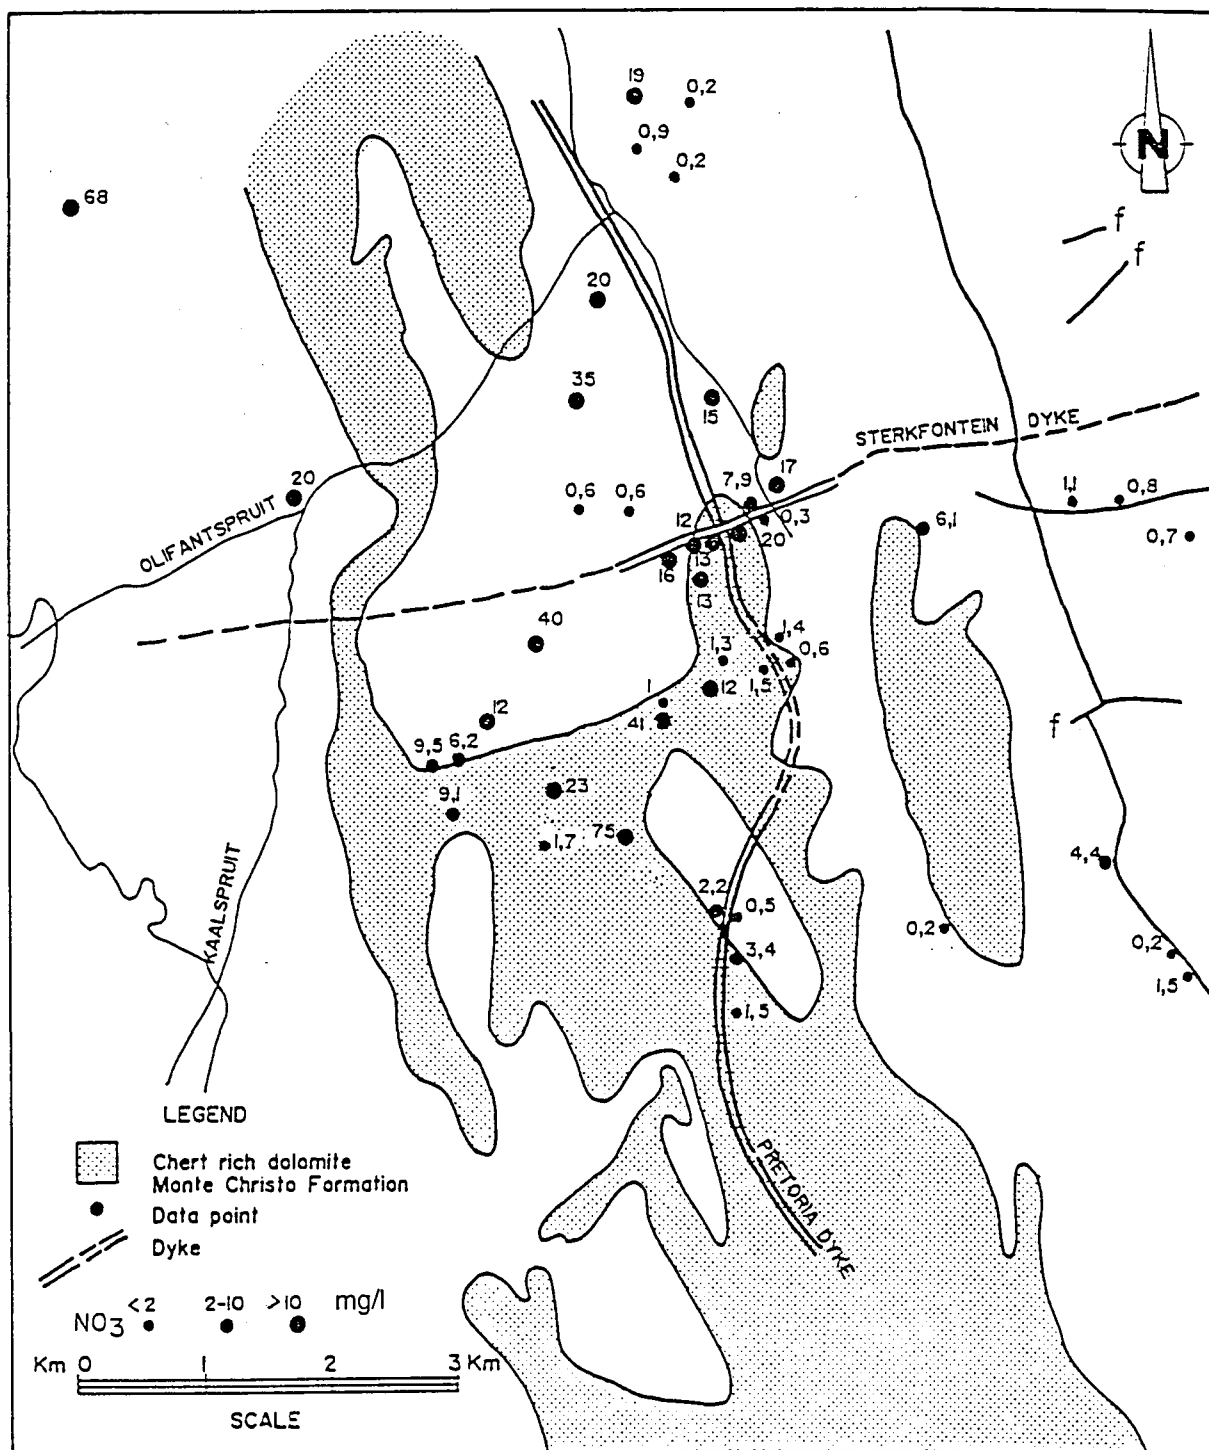 19
0,2
0,9
0,2
N
68
f
f
20
35
15
STERKFONTEIN DYKE
17
20
7,9
1,1
0,8
0,6
0,6
0,3
OLIFANTSPRUIT
12
20
6,1
0,7
16
13
13
40
1,4
1,3
0,6
1,5
1
12
12
41
f
9,5
6,2
23
9,1
75
1,7
4,4
KAALSPRUIT
2,2
0,5
0,2
3,4
0,2
1,5
1,5
LEGEND
Chert rich dolomite
Monte Christo Formation
Data point
Dyke
PRETORIA DYKE
<2 2-10 >10 mg/l
NO3
Km 0 1 2 3 Km
SCALE